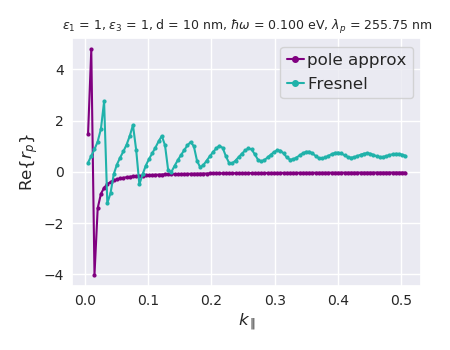 ε₁ = 1, ε₃ = 1, d = 10 nm, ħω = 0.100 eV, λₚ = 255.75 nm
pole approx
Fresnel
Re{rₚ}
4
2
0
−2
−4
0.0 0.1 0.2 0.3 0.4 0.5
k∥